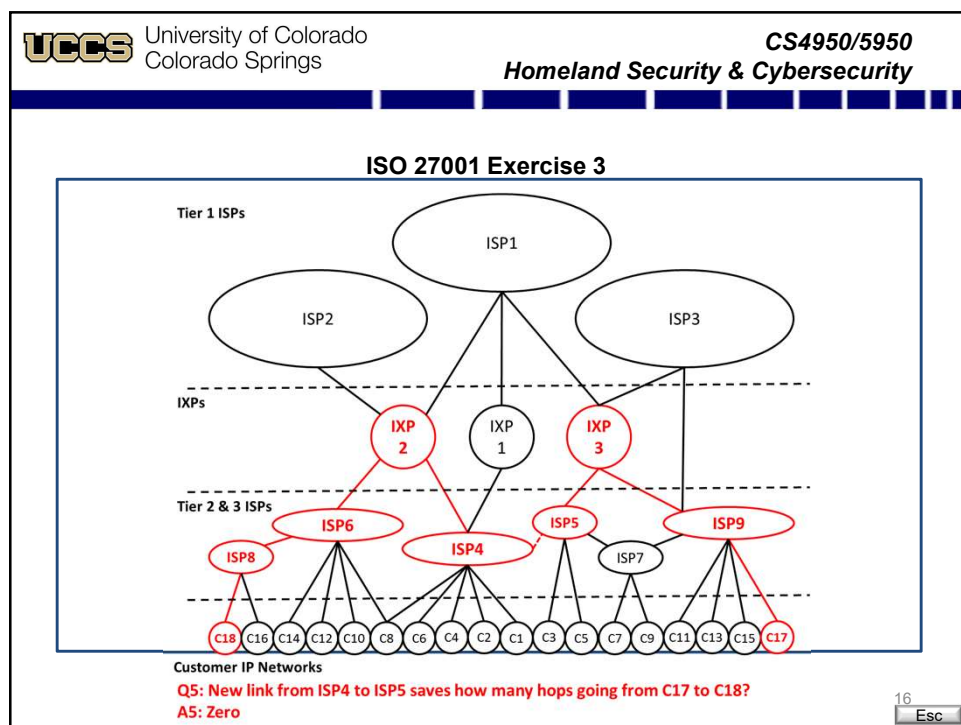 UCCS University of Colorado
Colorado Springs
CS4950/5950
Homeland Security & Cybersecurity
ISO 27001 Exercise 3
Tier 1 ISPs
ISP1
ISP2
ISP3
IXPs
IXP
2
IXP
1
IXP
3
Tier 2 & 3 ISPs
ISP6
ISP5
ISP9
ISP4
ISP8
ISP7
C18 C16 C14 C12 C10 C8 C6 C4 C2 C1 C3 C5 C7 C9 C11 C13 C15 C17
Customer IP Networks
Q5: New link from ISP4 to ISP5 saves how many hops going from C17 to C18?
A5: Zero
16
Esc